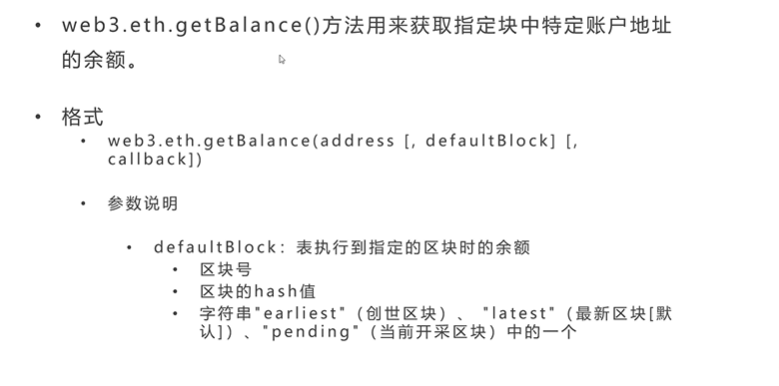 • web3.eth.getBalance()方法用来获取指定块中特定账户地址
的余额。
• 格式
• web3.eth.getBalance(address [, defaultBlock] [,
callback])
• 参数说明
• defaultBlock：表执行到指定的区块时的余额
• 区块号
• 区块的hash值
• 字符串"earliest"（创世区块）、 "latest"（最新区块[默
认]）、"pending"（当前开采区块）中的一个